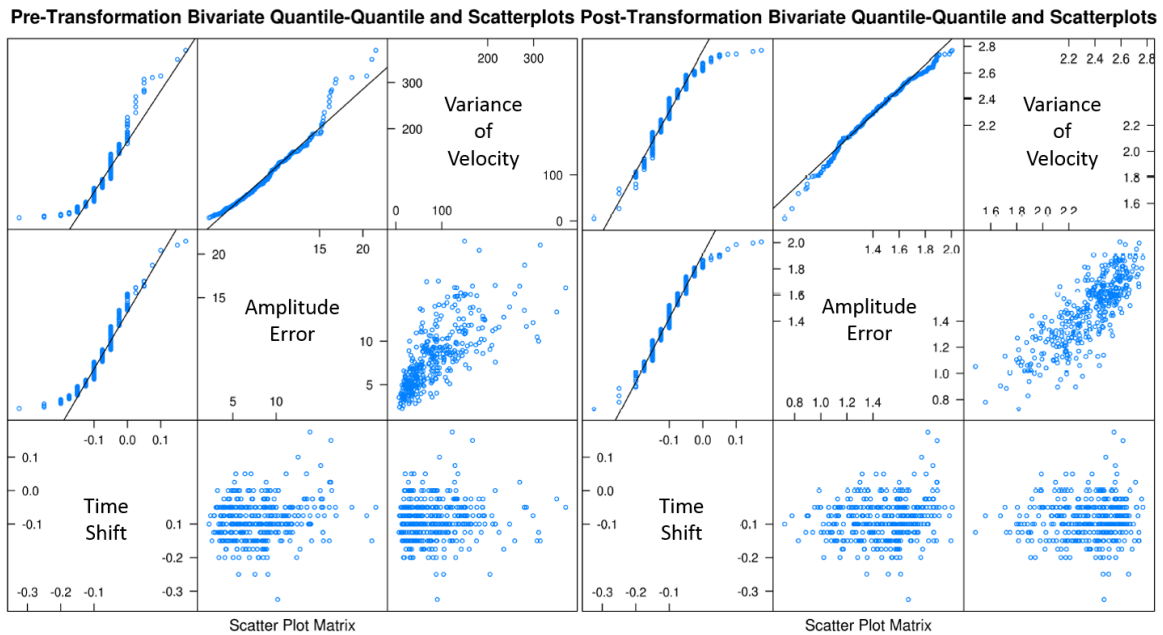 Pre-Transformation Bivariate Quantile-Quantile and Scatterplots
200 300
Variance
of
Velocity
300
200
100
0
0 100
15 20
20
15
Amplitude
Error
10
5
5 10
-0.1 0.0 0.1
0.1
0.0
-0.1
Time
Shift
0.1
-0.2
-0.3
-0.3 -0.2 -0.1
Scatter Plot Matrix
Post-Transformation Bivariate Quantile-Quantile and Scatterplots
2.2 2.4 2.6 2.8
2.8
2.6
2.4
2.2
Variance
of
Velocity
2.2
2.0
1.8
1.6
1.6 1.8 2.0 2.2
1.4 1.6 1.8 2.0
2.0
1.8
1.6
1.4
Amplitude
Error
1.4
1.2
1.0
0.8
0.8 1.0 1.2 1.4
-0.1 0.0 0.1
0.1
0.0
-0.1
Time
Shift
0.1
-0.2
-0.3
-0.3 -0.2 -0.1
Scatter Plot Matrix